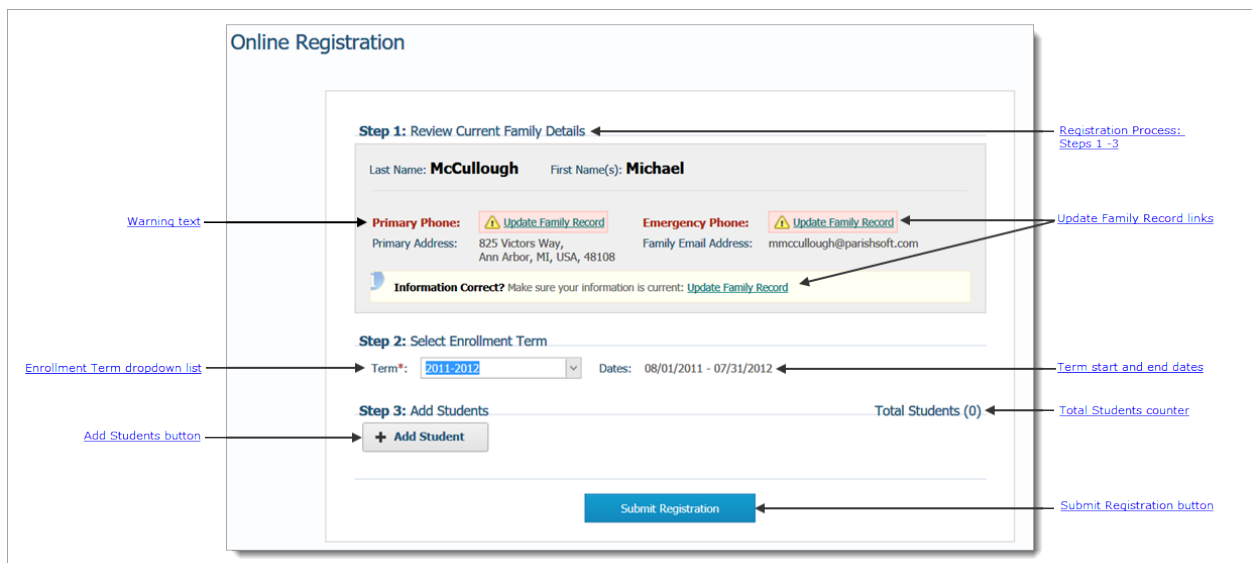 Online Registration
Step 1: Review Current Family Details
Registration Process:
Steps 1 -3
Last Name: McCullough First Name(s): Michael
Warning text
Primary Phone: Update Family Record Emergency Phone: Update Family Record
Update Family Record links
Primary Address: 825 Victors Way, Family Email Address: mmccullough@parishsoft.com
Ann Arbor, MI, USA, 48108
Information Correct? Make sure your information is current: Update Family Record
Step 2: Select Enrollment Term
Enrollment Term dropdown list
Term*: 2011-2012 Dates: 08/01/2011 - 07/31/2012
Term start and end dates
Step 3: Add Students Total Students (0)
Total Students counter
Add Students button
+ Add Student
Submit Registration
Submit Registration button